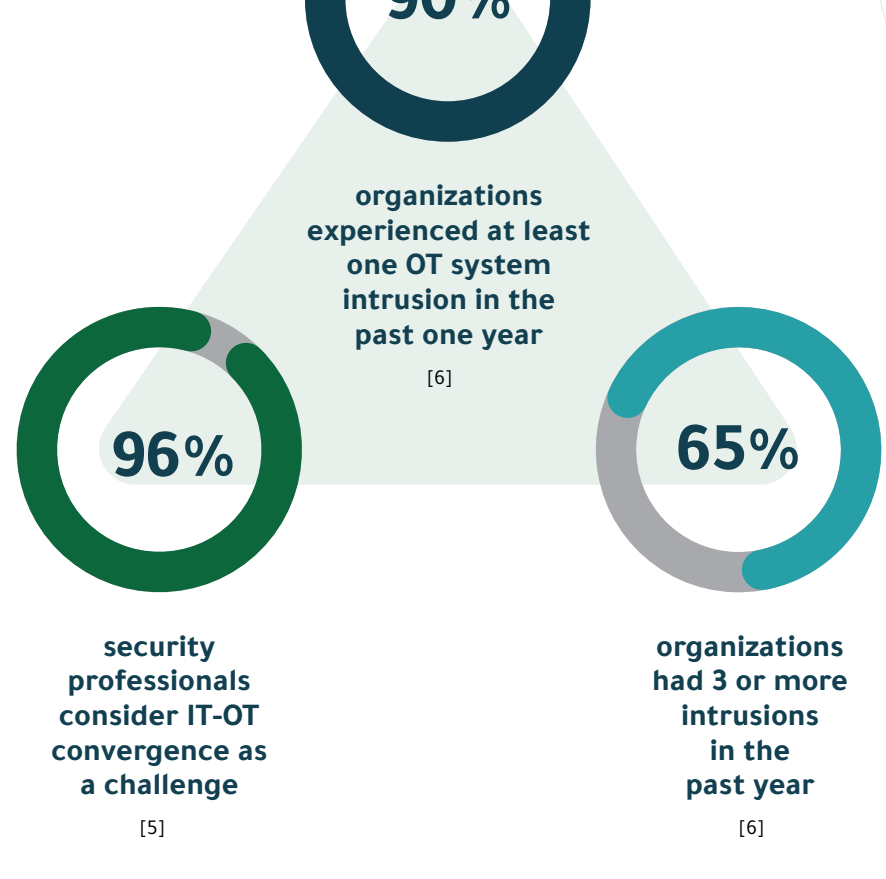 90%
organizations
experienced at least
one OT system
intrusion in the
past one year
[6]
96%
security
professionals
consider IT-OT
convergence as
a challenge
[5]
65%
organizations
had 3 or more
intrusions
in the
past year
[6]